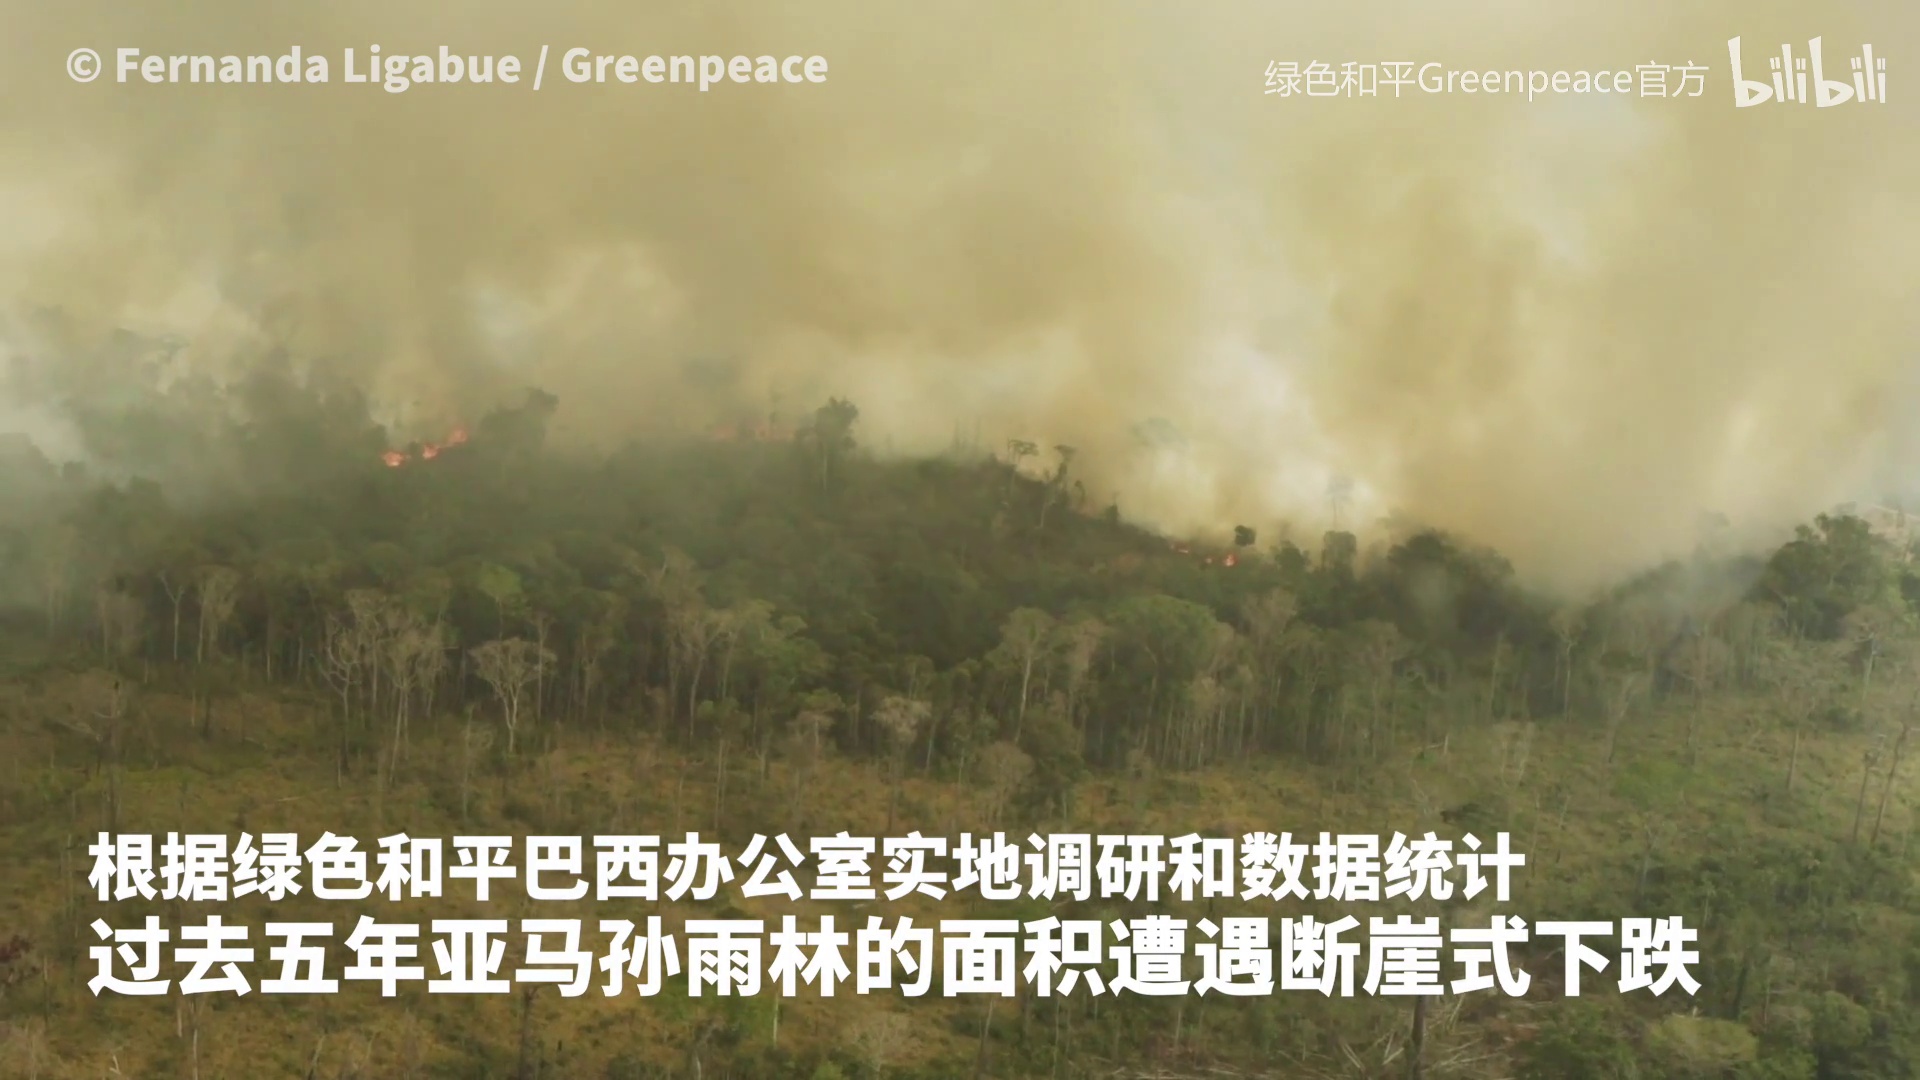 © Fernanda Ligabue / Greenpeace
绿色和平Greenpeace官方 bilibili
根据绿色和平巴西办公室实地调研和数据统计
过去五年亚马孙雨林的面积遭遇断崖式下跌